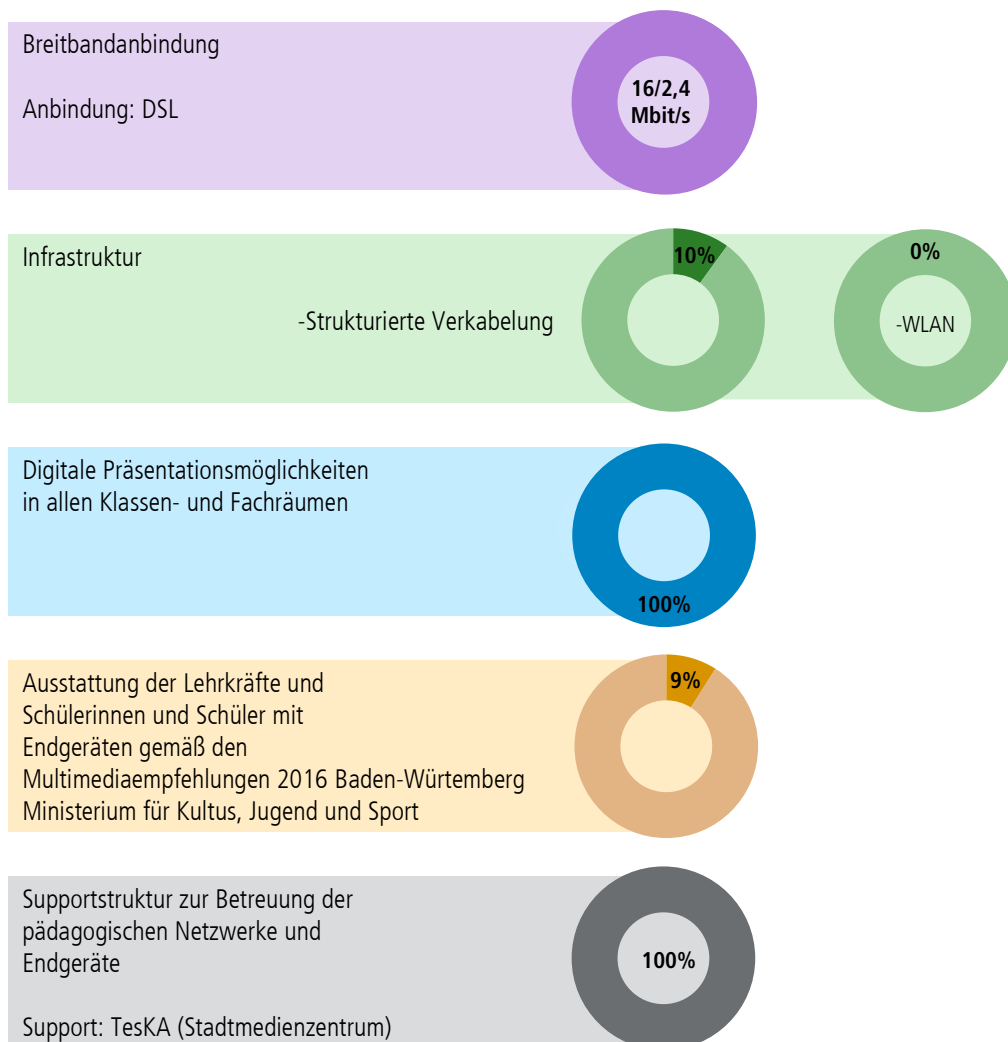 Breitbandanbindung
Anbindung: DSL
16/2,4
Mbit/s
Infrastruktur
-Strukturierte Verkabelung
10%
0%
-WLAN
Digitale Präsentationsmöglichkeiten
in allen Klassen- und Fachräumen
100%
Ausstattung der Lehrkräfte und
Schülerinnen und Schüler mit
Endgeräten gemäß den
Multimediaempfehlungen 2016 Baden-Würtemberg
Ministerium für Kultus, Jugend und Sport
9%
Supportstruktur zur Betreuung der
pädagogischen Netzwerke und
Endgeräte
Support: TesKA (Stadtmedienzentrum)
100%